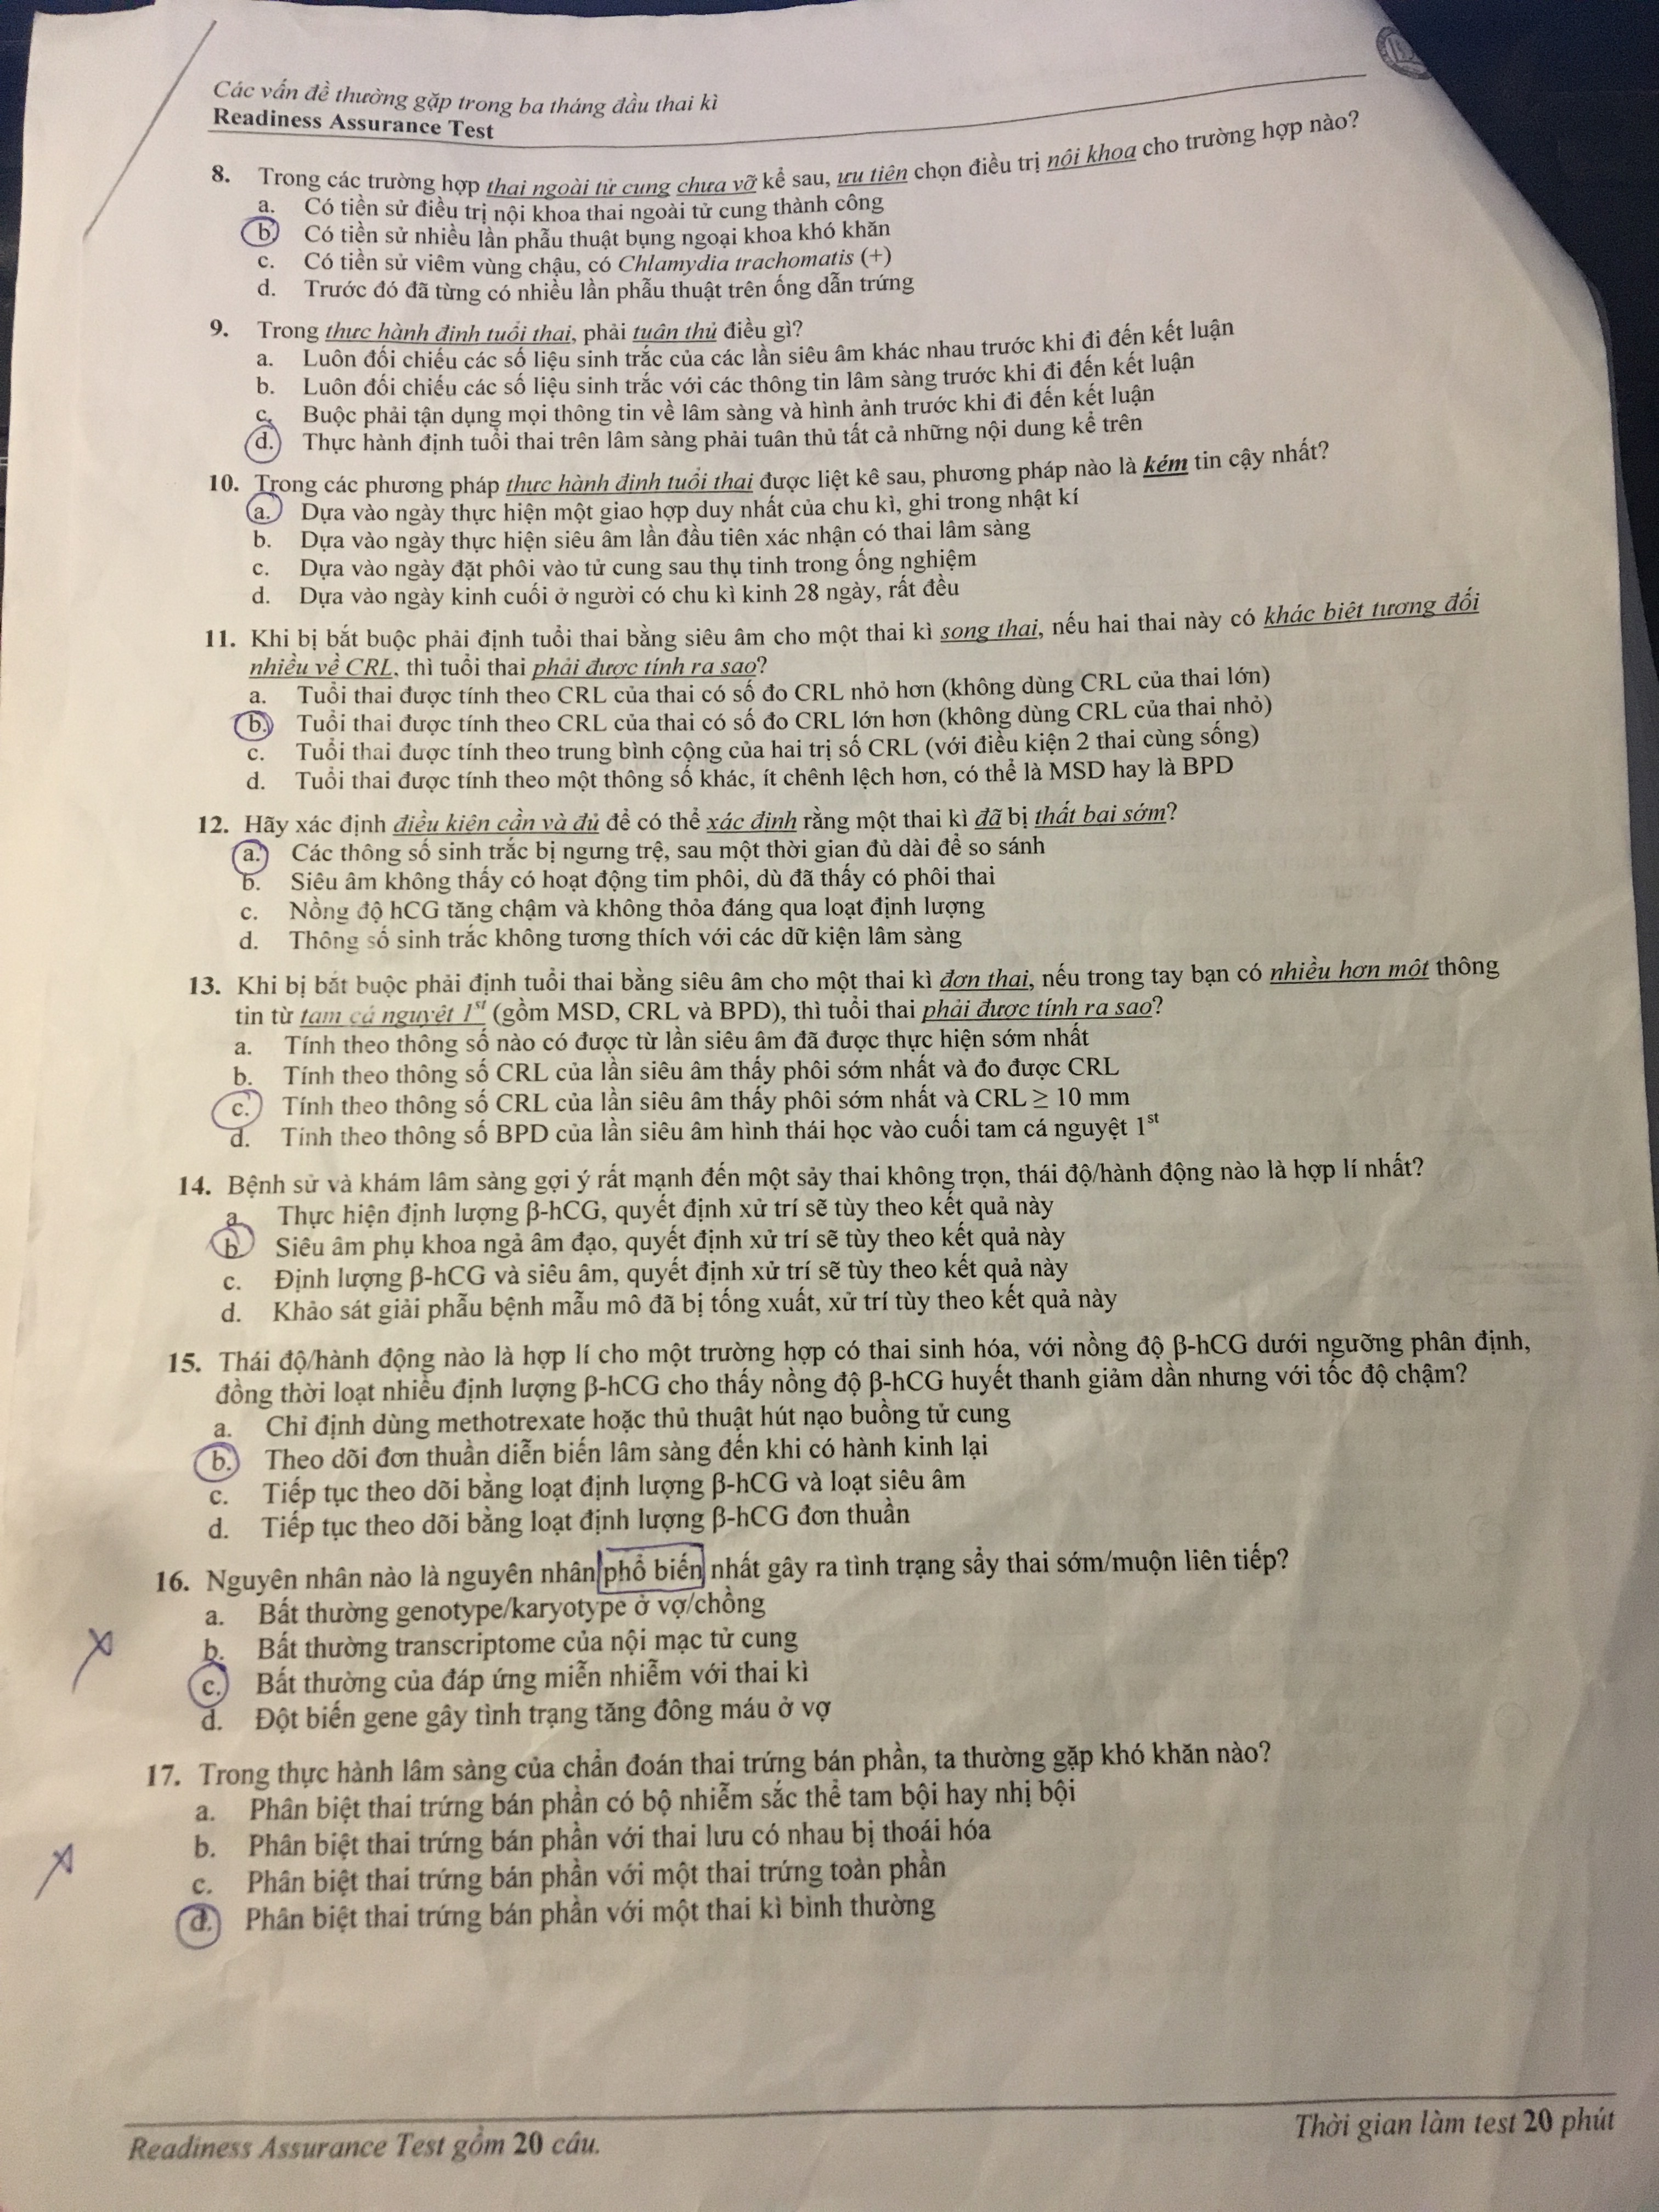 Các vấn đề thường gặp trong ba tháng đầu thai kì
Readiness Assurance Test
8. Trong các trường hợp thai ngoài tử cung chưa vỡ kể sau, ưu tiên chọn điều trị nội khoa cho trường hợp nào?
a. Có tiền sử điều trị nội khoa thai ngoài tử cung thành công
b. Có tiền sử nhiều lần phẫu thuật bụng ngoại khoa khó khăn
c. Có tiền sử viêm vùng chậu, có Chlamydia trachomatis (+)
d. Trước đó đã từng có nhiều lần phẫu thuật trên ống dẫn trứng
9. Trong thực hành định tuổi thai, phải tuân thủ điều gì?
a. Luôn đối chiếu các số liệu sinh trắc của các lần siêu âm khác nhau trước khi đi đến kết luận
b. Luôn đối chiếu các số liệu sinh trắc với các thông tin lâm sàng trước khi đi đến kết luận
c. Buộc phải tận dụng mọi thông tin về lâm sàng và hình ảnh trước khi đi đến kết luận
d. Thực hành định tuổi thai trên lâm sàng phải tuân thủ tất cả những nội dung kể trên
10. Trong các phương pháp thực hành định tuổi thai được liệt kê sau, phương pháp nào là kém tin cậy nhất?
a. Dựa vào ngày thực hiện một giao hợp duy nhất của chu kì, ghi trong nhật kí
b. Dựa vào ngày thực hiện siêu âm lần đầu tiên xác nhận có thai lâm sàng
c. Dựa vào ngày đặt phôi vào tử cung sau thụ tinh trong ống nghiệm
d. Dựa vào ngày kinh cuối ở người có chu kì kinh 28 ngày, rất đều
11. Khi bị bắt buộc phải định tuổi thai bằng siêu âm cho một thai kì song thai, nếu hai thai này có khác biệt tương đối
nhiều về CRL, thì tuổi thai phải được tính ra sao?
a. Tuổi thai được tính theo CRL của thai có số đo CRL nhỏ hơn (không dùng CRL của thai lớn)
b. Tuổi thai được tính theo CRL của thai có số đo CRL lớn hơn (không dùng CRL của thai nhỏ)
c. Tuổi thai được tính theo trung bình cộng của hai trị số CRL (với điều kiện 2 thai cùng sống)
d. Tuổi thai được tính theo một thông số khác, ít chênh lệch hơn, có thể là MSD hay là BPD
12. Hãy xác định điều kiện cần và đủ để có thể xác định rằng một thai kì đã bị thất bại sớm?
a. Các thông số sinh trắc bị ngưng trệ, sau một thời gian đủ dài để so sánh
b. Siêu âm không thấy có hoạt động tim phôi, dù đã thấy có phôi thai
c. Nồng độ hCG tăng chậm và không thỏa đáng qua loạt định lượng
d. Thông số sinh trắc không tương thích với các dữ kiện lâm sàng
13. Khi bị bắt buộc phải định tuổi thai bằng siêu âm cho một thai kì đơn thai, nếu trong tay bạn có nhiều hơn một thông
tin từ tam cá nguyệt 1st (gồm MSD, CRL và BPD), thì tuổi thai phải được tính ra sao?
a. Tính theo thông số nào có được từ lần siêu âm đã được thực hiện sớm nhất
b. Tính theo thông số CRL của lần siêu âm thấy phôi sớm nhất và đo được CRL
c. Tính theo thông số CRL của lần siêu âm thấy phôi sớm nhất và CRL ≥ 10 mm
d. Tính theo thông số BPD của lần siêu âm hình thái học vào cuối tam cá nguyệt 1st
14. Bệnh sử và khám lâm sàng gợi ý rất mạnh đến một sảy thai không trọn, thái độ/hành động nào là hợp lí nhất?
a. Thực hiện định lượng β-hCG, quyết định xử trí sẽ tùy theo kết quả này
b. Siêu âm phụ khoa ngả âm đạo, quyết định xử trí sẽ tùy theo kết quả này
c. Định lượng β-hCG và siêu âm, quyết định xử trí sẽ tùy theo kết quả này
d. Khảo sát giải phẫu bệnh mẫu mô đã bị tống xuất, xử trí tùy theo kết quả này
15. Thái độ/hành động nào là hợp lí cho một trường hợp có thai sinh hóa, với nồng độ β-hCG dưới ngưỡng phân định,
đồng thời loạt nhiều định lượng β-hCG cho thấy nồng độ β-hCG huyết thanh giảm dần nhưng với tốc độ chậm?
a. Chỉ định dùng methotrexate hoặc thủ thuật hút nạo buồng tử cung
b. Theo dõi đơn thuần diễn biến lâm sàng đến khi có hành kinh lại
c. Tiếp tục theo dõi bằng loạt định lượng β-hCG và loạt siêu âm
d. Tiếp tục theo dõi bằng loạt định lượng β-hCG đơn thuần
16. Nguyên nhân nào là nguyên nhân phổ biến nhất gây ra tình trạng sẩy thai sớm/muộn liên tiếp?
a. Bất thường genotype/karyotype ở vợ/chồng
b. Bất thường transcriptome của nội mạc tử cung
c. Bất thường của đáp ứng miễn nhiễm với thai kì
d. Đột biến gene gây tình trạng tăng đông máu ở vợ
17. Trong thực hành lâm sàng của chẩn đoán thai trứng bán phần, ta thường gặp khó khăn nào?
a. Phân biệt thai trứng bán phần có bộ nhiễm sắc thể tam bội hay nhị bội
b. Phân biệt thai trứng bán phần với thai lưu có nhau bị thoái hóa
c. Phân biệt thai trứng bán phần với một thai trứng toàn phần
d. Phân biệt thai trứng bán phần với một thai kì bình thường
Readiness Assurance Test gồm 20 câu.
Thời gian làm test 20 phút